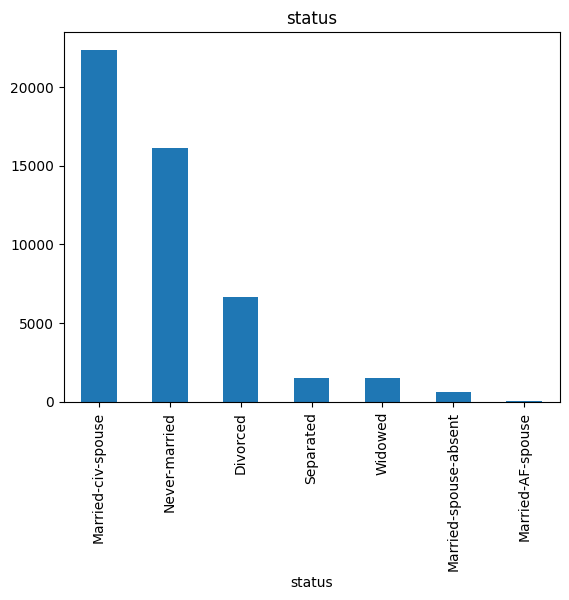 status
20000
15000
10000
5000
0
Married-civ-spouse
Never-married
Divorced
Separated
Widowed
Married-spouse-absent
Married-AF-spouse
status